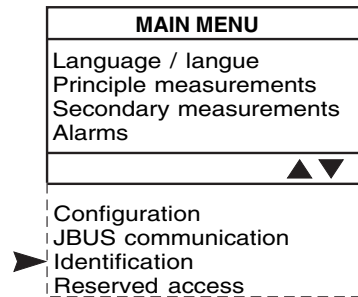 MAIN MENU
Language / langue
Principle measurements
Secondary measurements
Alarms
Configuration
JBUS communication
Identification
Reserved access